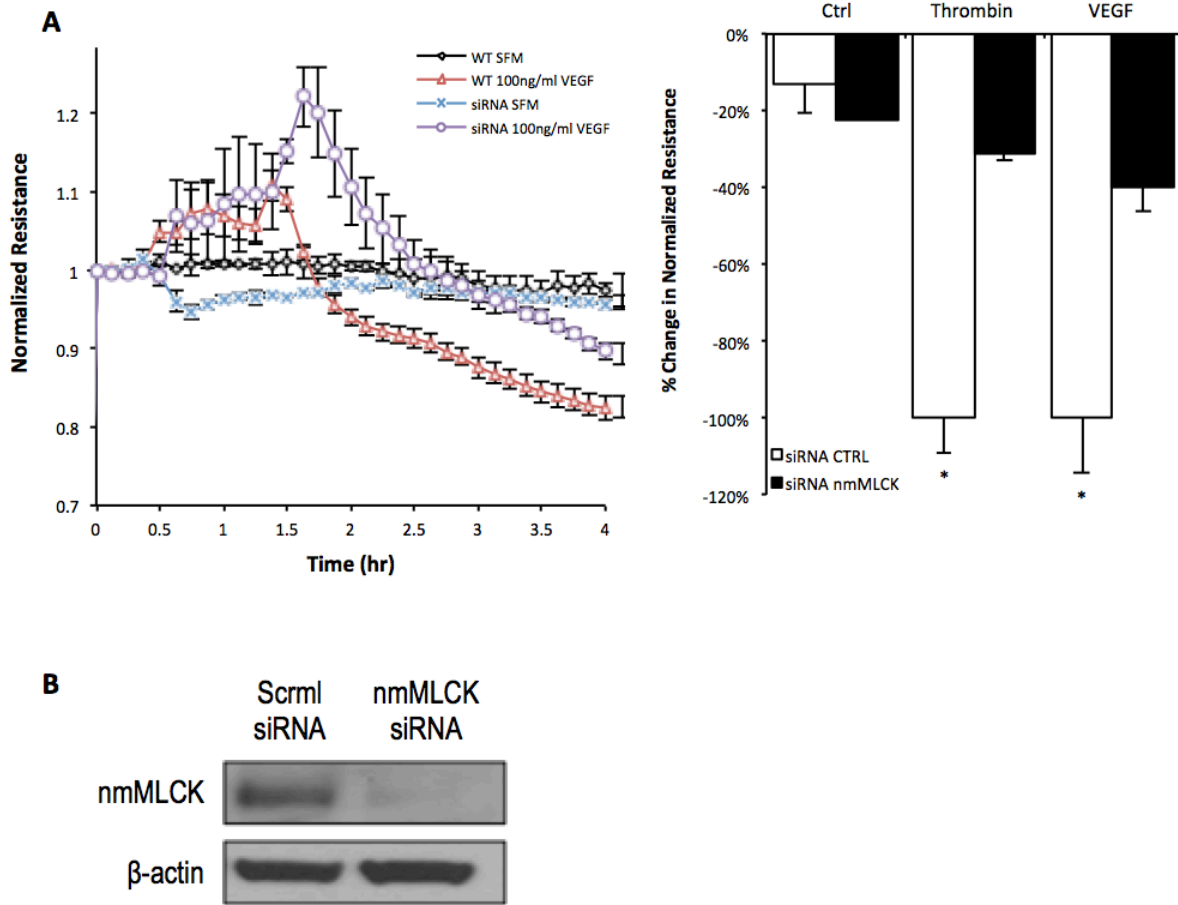 A
WT SFM
WT 100ng/ml VEGF
siRNA SFM
siRNA 100ng/ml VEGF
Normalized Resistance
1.2
1.1
1
0.9
0.8
0.7
0 0.5 1 1.5 2 2.5 3 3.5 4
Time (hr)
Ctrl Thrombin VEGF
% Change in Normalized Resistance
0%
-20%
-40%
-60%
-80%
-100%
-120%
siRNA CTRL
siRNA nmMLCK
* *
B
Scrml siRNA
nmMLCK siRNA
nmMLCK
β-actin